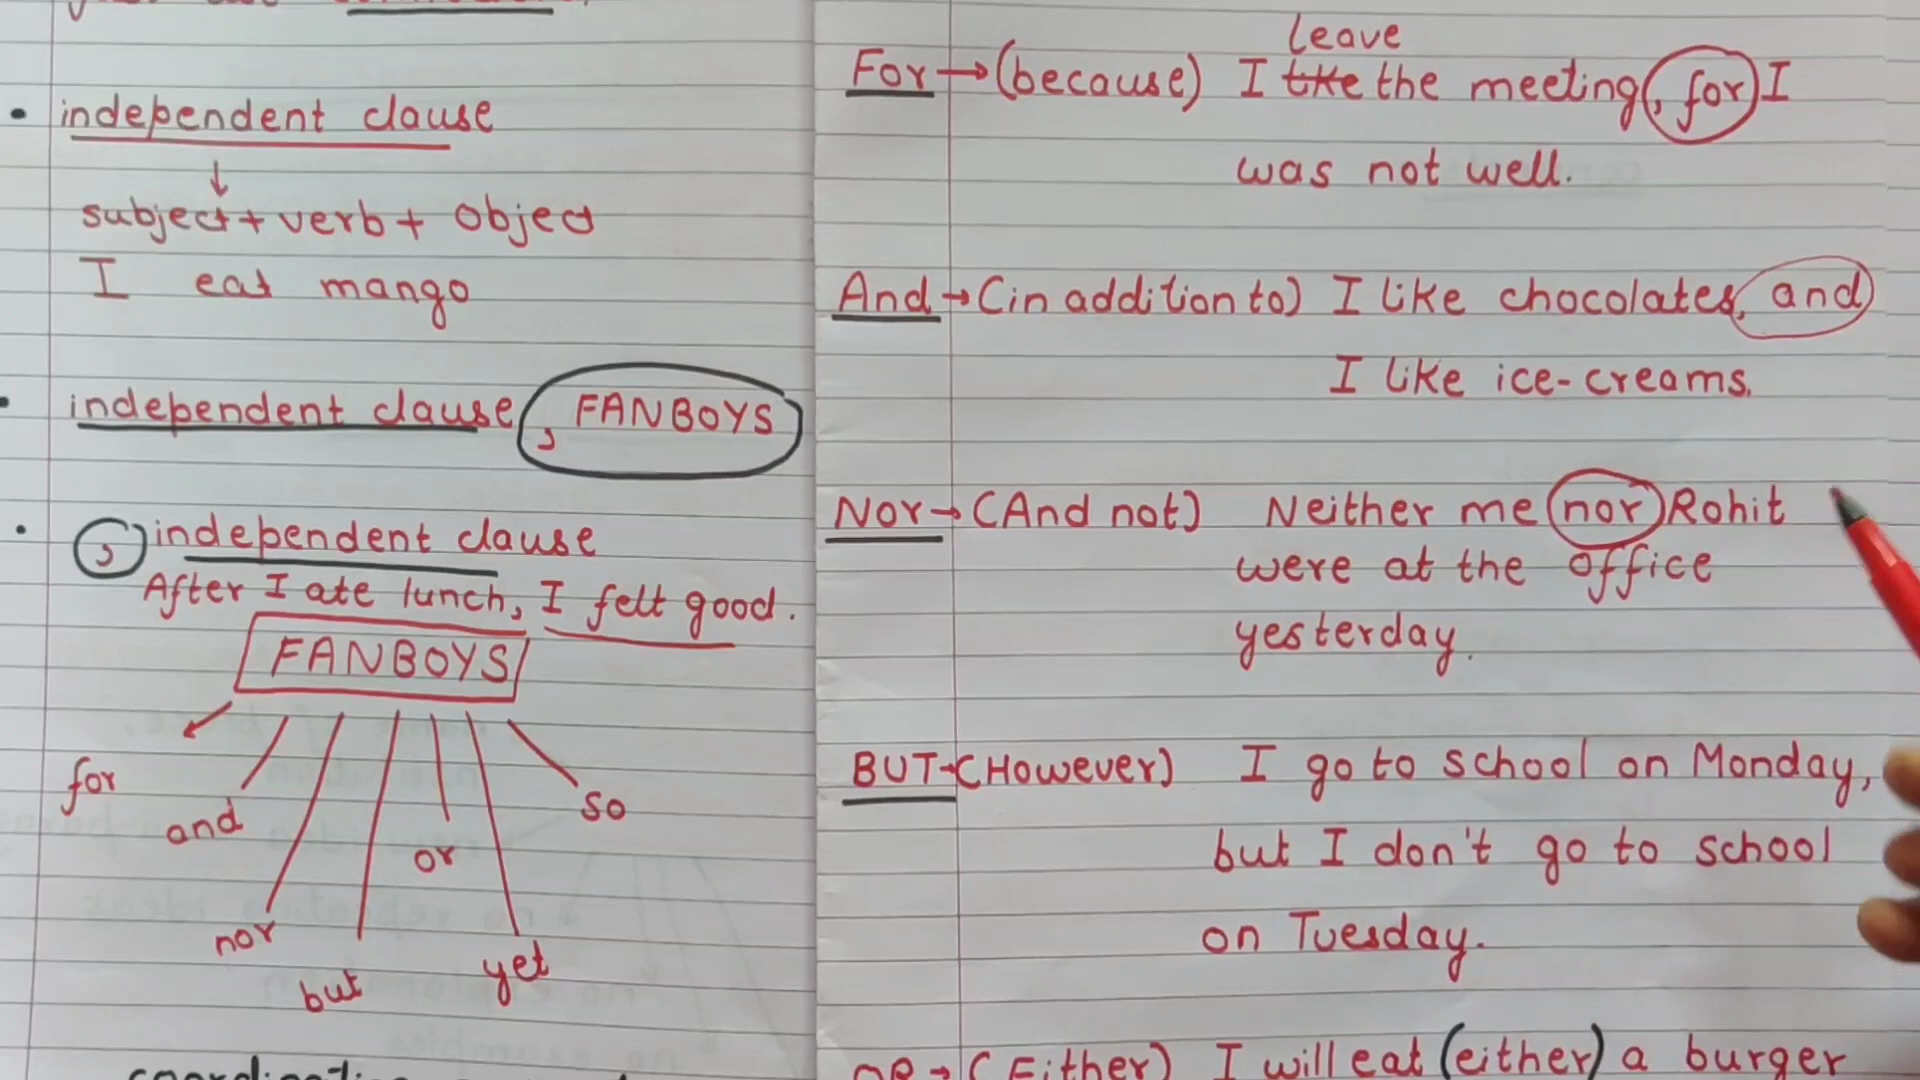 independent clause
↓
subject + verb + object
I eat mango
independent clause, FANBOYS
, independent clause
After I ate lunch, I felt good.
FANBOYS
for
and
nor
but
or
yet
so
leave
For → (because) I the meeting, for I
was not well.
And → (in addition to) I like chocolates, and
I like ice-creams.
Nor → (And not) Neither me nor Rohit
were at the office
yesterday.
BUT → (However) I go to school on Monday,
but I don't go to school
on Tuesday.
OR → (Either) I will eat (either) a burger